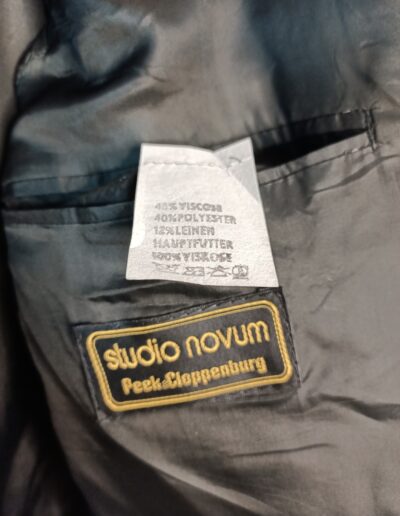 48%VISCOSE
40%POLYESTER
12%LEINEN
HAUPTFUTTER
100%VISKOSE
studio novum
Peek&Cloppenburg